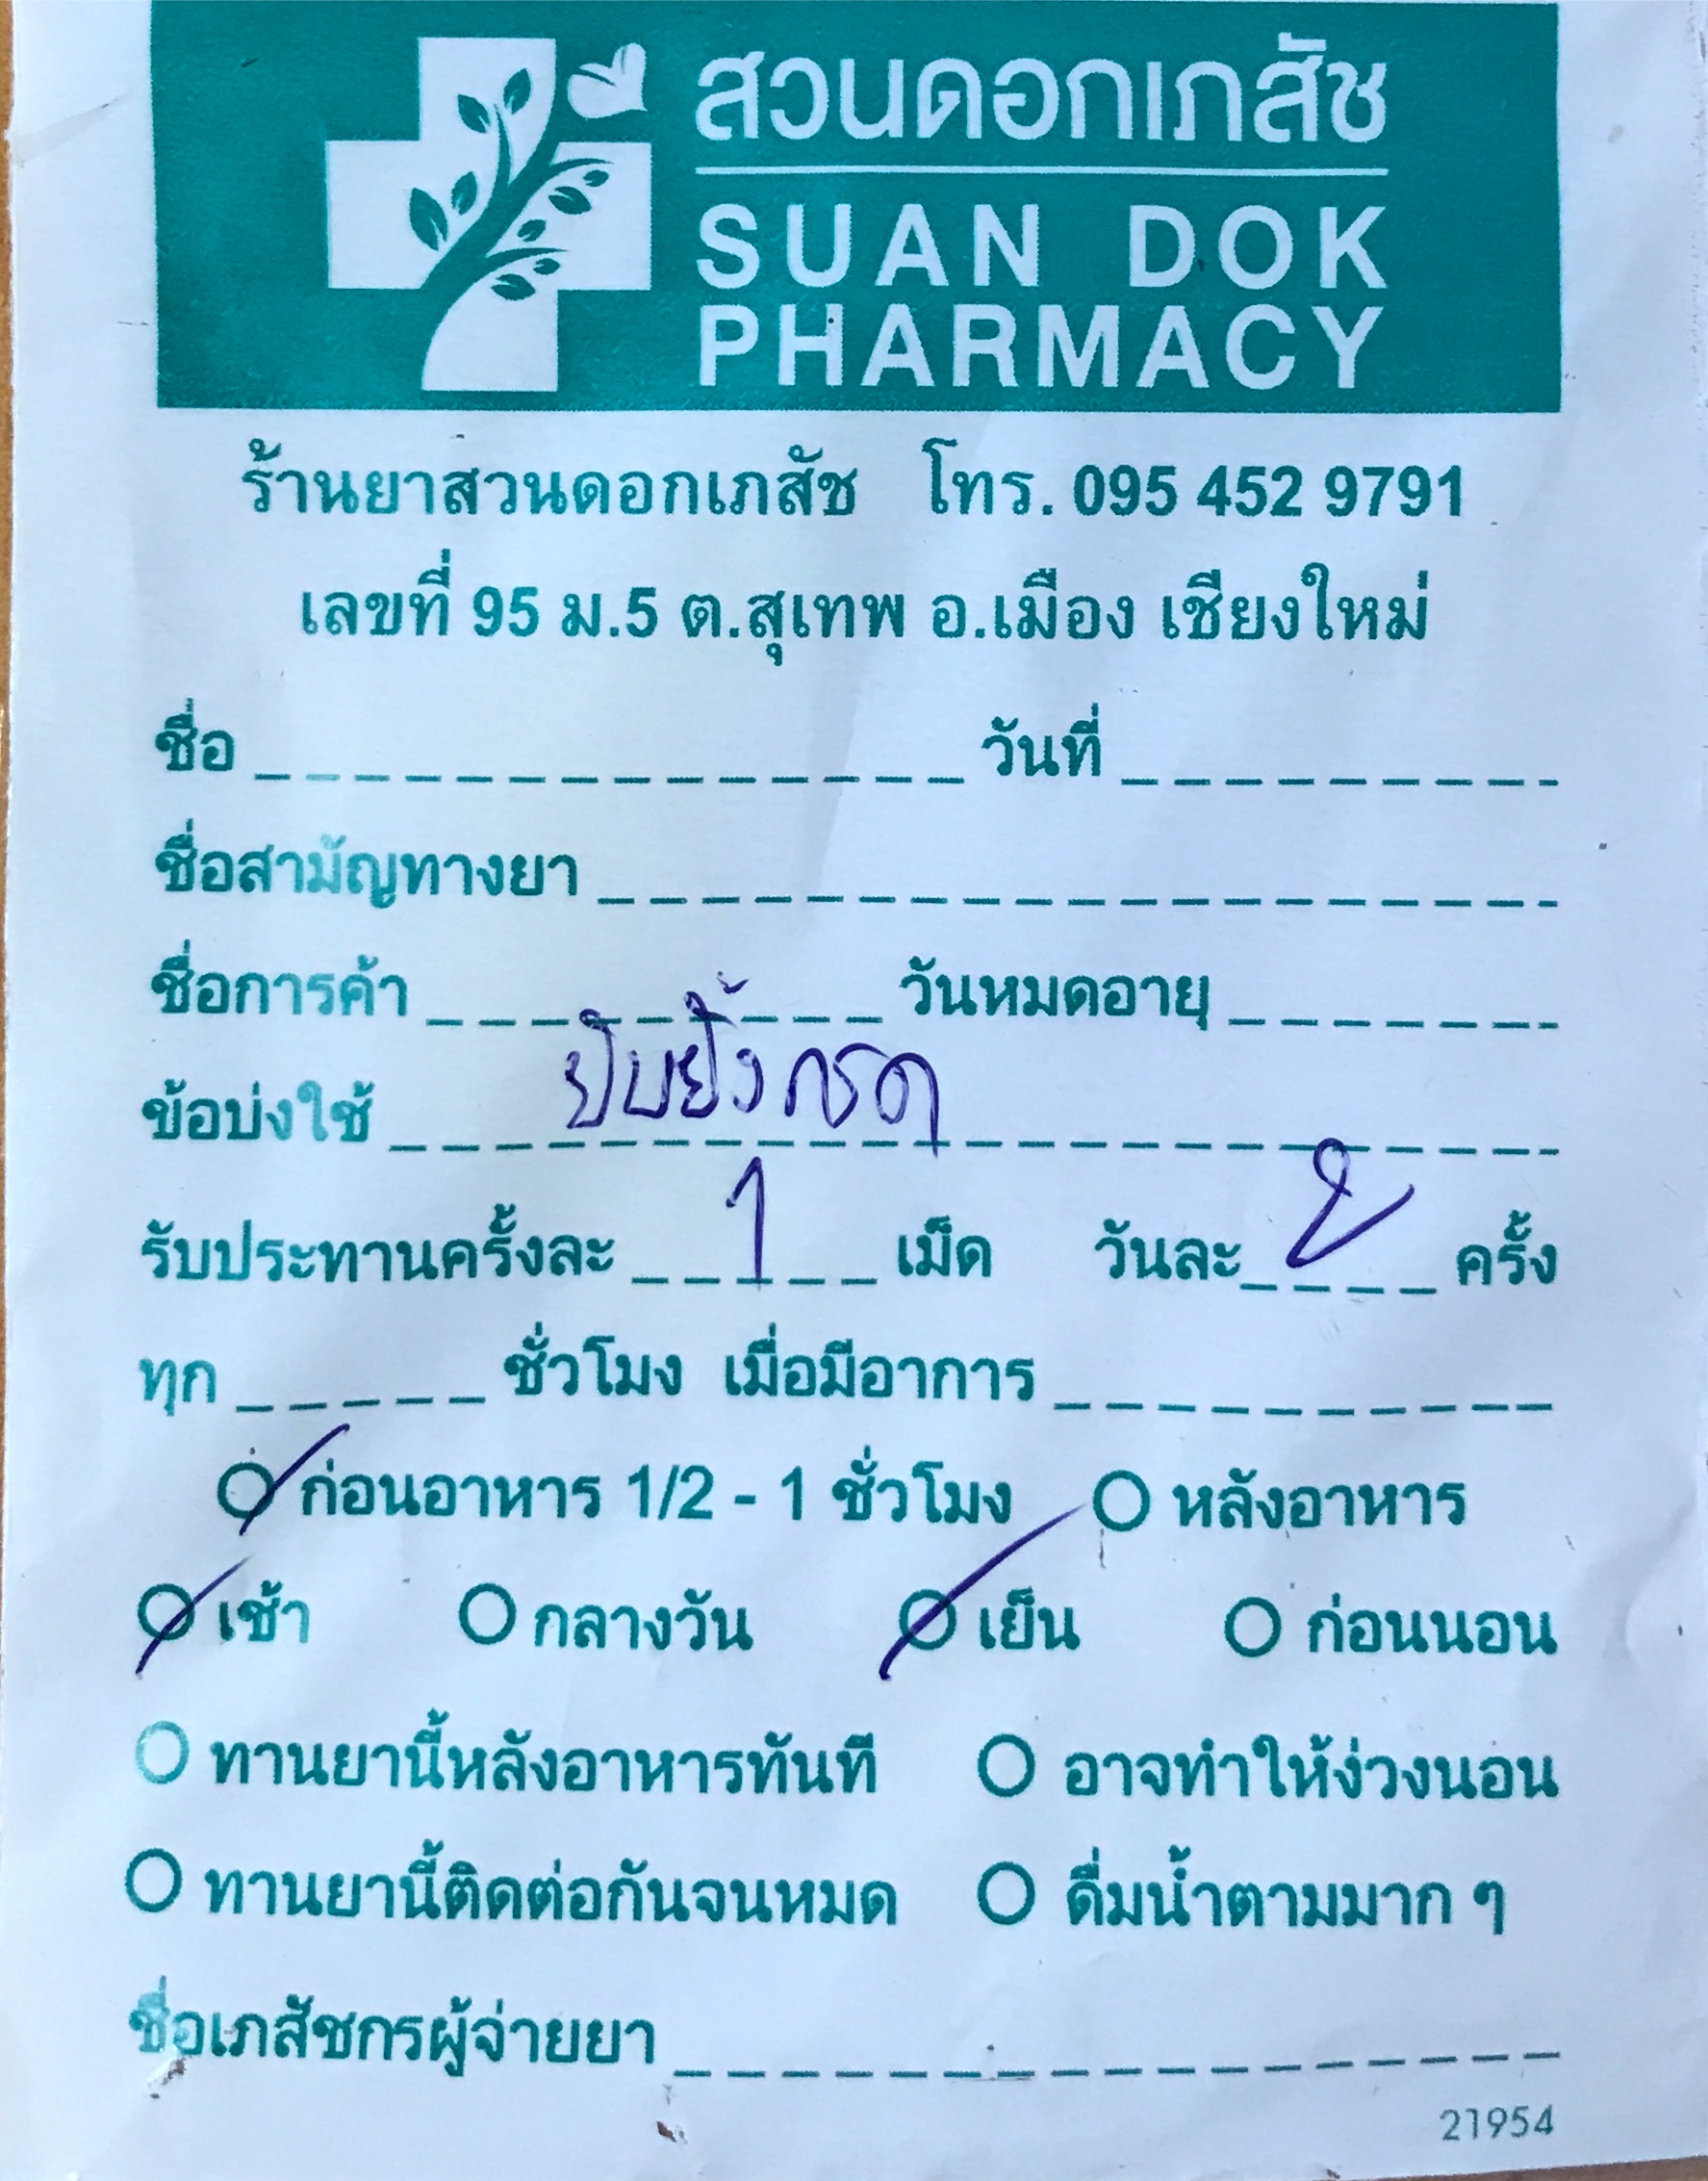 สวนดอกเภสัช
SUAN DOK
PHARMACY
ร้านยาสวนดอกเภสัช โทร. 095 452 9791
เลขที่ 95 ม.5 ต.สุเทพ อ.เมือง เชียงใหม่
ชื่อ _ _ _ _ _ _ _ _ _ _ _ _ _ _ วันที่ _ _ _ _ _ _ _ _ _
ชื่อสามัญทางยา _ _ _ _ _ _ _ _ _ _ _ _ _ _ _ _ _ _ _
ชื่อการค้า _ _ _ _ _ _ _ _ _ วันหมดอายุ _ _ _ _ _ _ _
ข้อบ่งใช้ ยับยั้งกรด
รับประทานครั้งละ 1 เม็ด วันละ 2 ครั้ง
ทุก _ _ _ _ _ ชั่วโมง เมื่อมีอาการ _ _ _ _ _ _ _ _ _ _
ก่อนอาหาร 1/2 - 1 ชั่วโมง หลังอาหาร
เช้า กลางวัน เย็น ก่อนนอน
ทานยานี้หลังอาหารทันที อาจทำให้ง่วงนอน
ทานยานี้ติดต่อกันจนหมด ดื่มน้ำตามมาก ๆ
ชื่อเภสัชกรผู้จ่ายยา _ _ _ _ _ _ _ _ _ _ _ _ _ _ _ _ _
21954